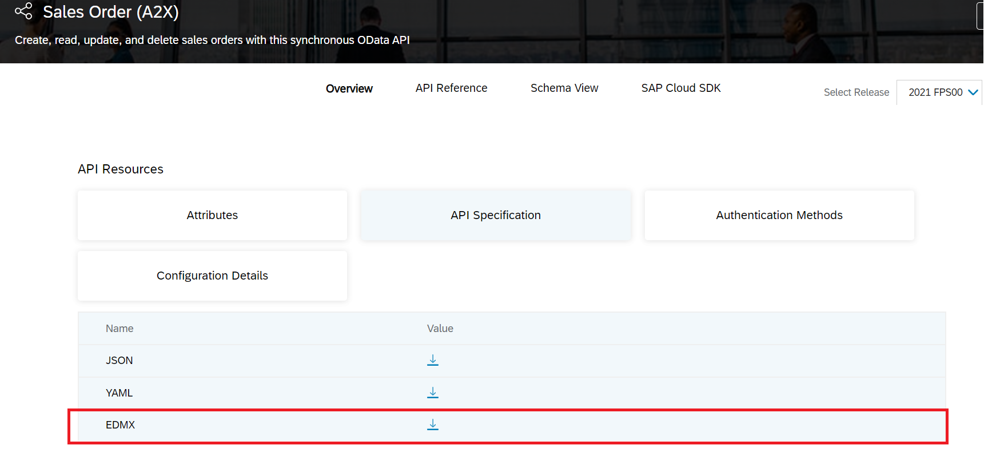 Sales Order (A2X)
Create, read, update, and delete sales orders with this synchronous OData API
Overview API Reference Schema View SAP Cloud SDK Select Release 2021 FPS00
API Resources
Attributes API Specification Authentication Methods
Configuration Details
Name Value
JSON
YAML
EDMX